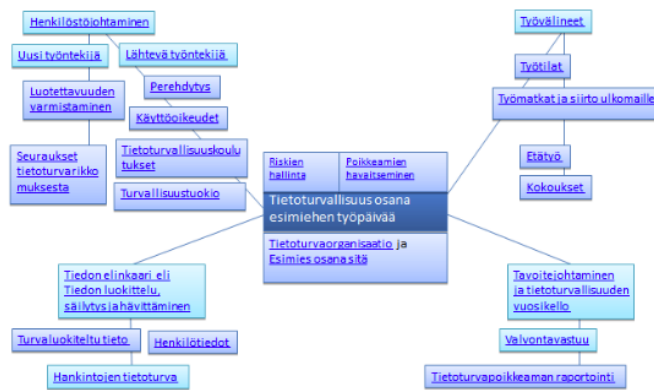 Henkilöstöjohtaminen
Uusi työntekijä
Lähtevä työntekijä
Luotettavuuden
varmistaminen
Perehdytys
Käyttöoikeudet
Seuraukset
tietoturvarikko
muksesta
Tietoturvallisuuskoulu
tukset
Turvallisuustuokio
Työvälineet
Työtilat
Työmatkat ja siirto ulkomaille
Etätyö
Kokoukset
Riskien
hallinta
Poikkeamien
havaitseminen
Tietoturvallisuus osana
esimiehen työpäivää
Tietoturvaorganisaatio ja
Esimies osana sitä
Tiedon elinkaari eli
Tiedon luokittelu,
säilytys ja hävittäminen
Turvaluokiteltu tieto
Henkilötiedot
Hankintojen tietoturva
Tavoitejohtaminen
ja tietoturvallisuuden
vuosikello
Valvontavastuu
Tietoturvapoikkeaman raportointi